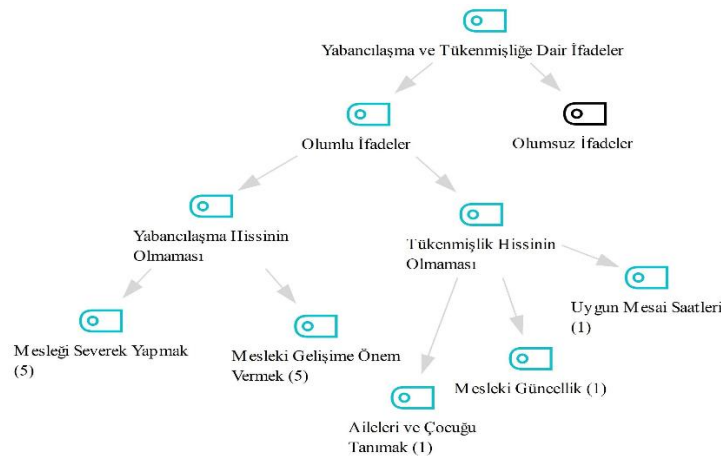 Yabancılaşma ve Tükenmişliğe Dair İfadeler
Olumlu İfadeler
Olumsuz İfadeler
Yabancılaşma Hissinin
Olmaması
Tükenmişlik Hissinin
Olmaması
Mesleği Severek Yapmak
(5)
Mesleki Gelişime Önem
Vermek (5)
Aileleri ve Çocuğu
Tanımak (1)
Mesleki Güncellik (1)
Uygun Mesai Saatleri
(1)